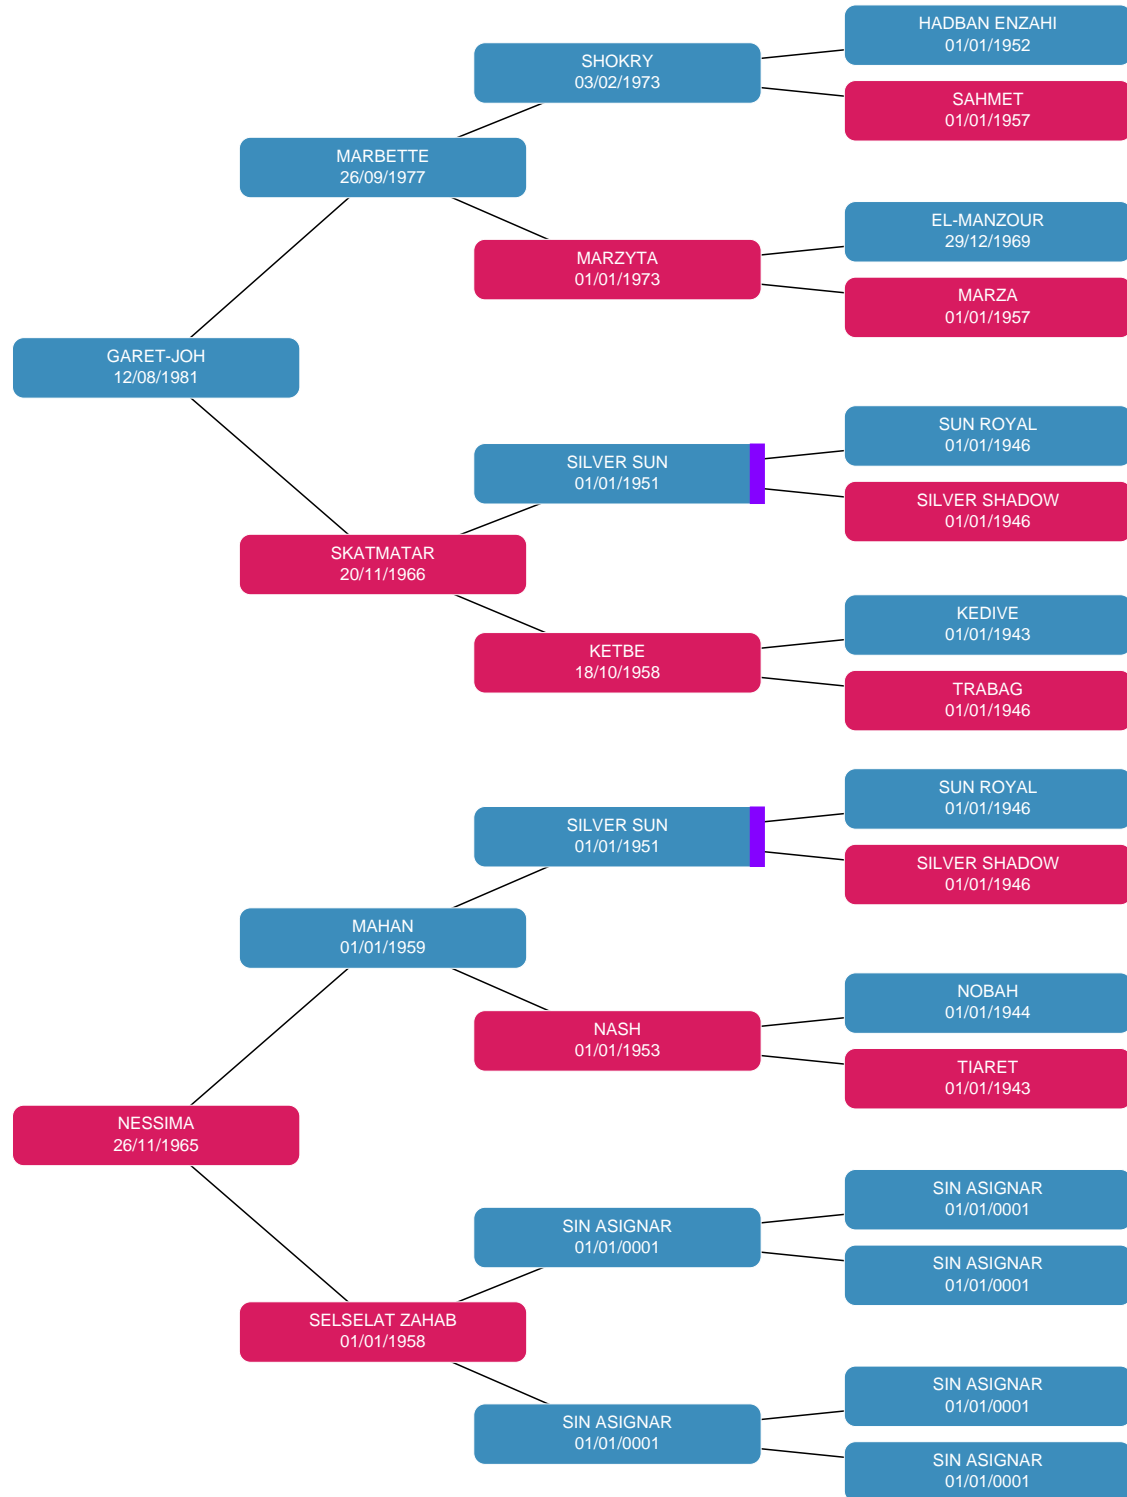 HADBAN ENZAHI
01/01/1952
SHOKRY
03/02/1973
SAHMET
01/01/1957
MARBETTE
26/09/1977
EL-MANZOUR
29/12/1969
MARZYTA
01/01/1973
MARZA
01/01/1957
GARET-JOH
12/08/1981
SUN ROYAL
01/01/1946
SILVER SUN
01/01/1951
SILVER SHADOW
01/01/1946
SKATMATAR
20/11/1966
KEDIVE
01/01/1943
KETBE
18/10/1958
TRABAG
01/01/1946
SUN ROYAL
01/01/1946
SILVER SUN
01/01/1951
SILVER SHADOW
01/01/1946
MAHAN
01/01/1959
NOBAH
01/01/1944
NASH
01/01/1953
TIARET
01/01/1943
NESSIMA
26/11/1965
SIN ASIGNAR
01/01/0001
SIN ASIGNAR
01/01/0001
SIN ASIGNAR
01/01/0001
SELSELAT ZAHAB
01/01/1958
SIN ASIGNAR
01/01/0001
SIN ASIGNAR
01/01/0001
SIN ASIGNAR
01/01/0001